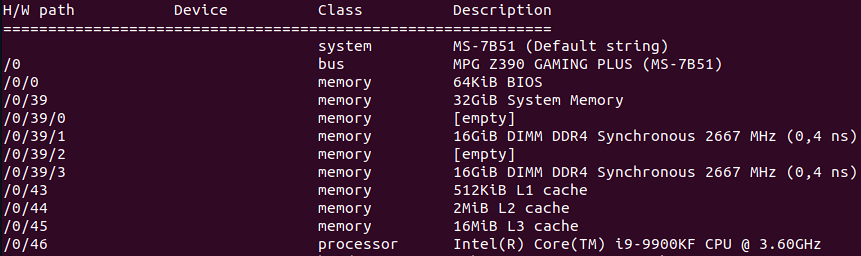 H/W path Device Class Description
=============================================================
system MS-7B51 (Default string)
/0 bus MPG Z390 GAMING PLUS (MS-7B51)
/0/0 memory 64KiB BIOS
/0/39 memory 32GiB System Memory
/0/39/0 memory [empty]
/0/39/1 memory 16GiB DIMM DDR4 Synchronous 2667 MHz (0,4 ns)
/0/39/2 memory [empty]
/0/39/3 memory 16GiB DIMM DDR4 Synchronous 2667 MHz (0,4 ns)
/0/43 memory 512KiB L1 cache
/0/44 memory 2MiB L2 cache
/0/45 memory 16MiB L3 cache
/0/46 processor Intel(R) Core(TM) i9-9900KF CPU @ 3.60GHz